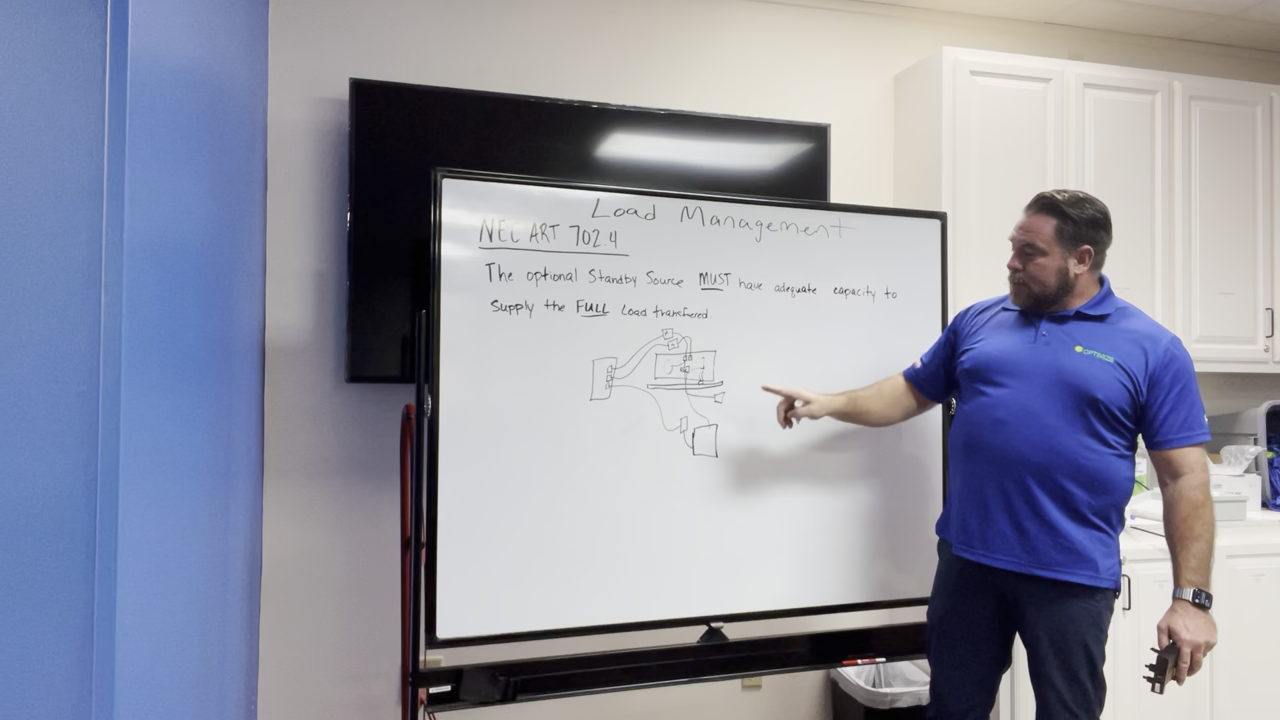 Load Management
NEC ART 702.4
The optional Standby Source MUST have adequate capacity to
Supply the FULL Load transfered.